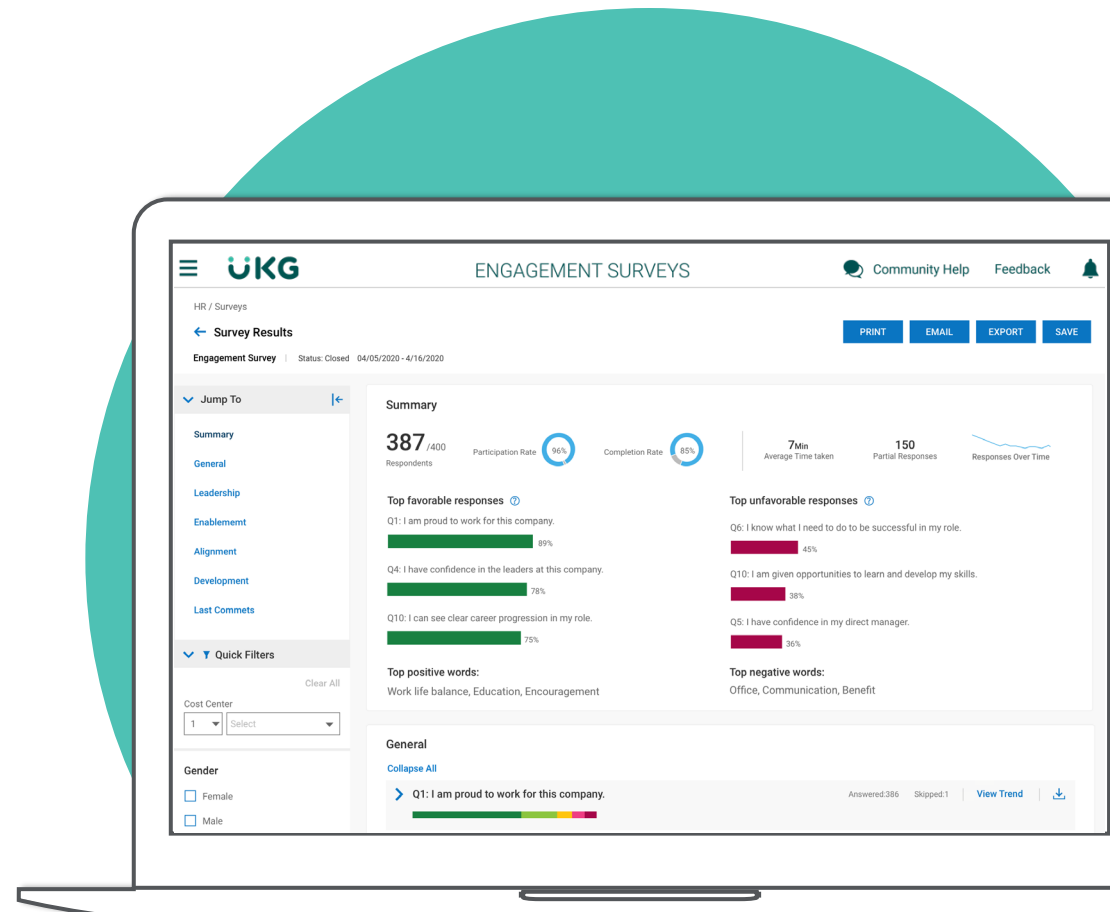 ÜKG
ENGAGEMENT SURVEYS
Community Help
Feedback
HR / Surveys
Survey Results
PRINT
EMAIL
EXPORT
SAVE
Engagement Survey | Status: Closed 04/05/2020 - 4/16/2020
Jump To
Summary
General
Leadership
Enablememt
Alignment
Development
Last Commets
Quick Filters
Clear All
Cost Center
1
Select
Gender
Female
Male
Summary
387 /400
Respondents
Participation Rate
96%
Completion Rate
85%
7Min
Average Time taken
150
Partial Responses
Responses Over Time
Top favorable responses ?
Q1: I am proud to work for this company.
89%
Q4: I have confidence in the leaders at this company.
78%
Q10: I can see clear career progression in my role.
75%
Top positive words:
Work life balance, Education, Encouragement
Top unfavorable responses ?
Q6: I know what I need to do to be successful in my role.
45%
Q10: I am given opportunities to learn and develop my skills.
38%
Q5: I have confidence in my direct manager.
36%
Top negative words:
Office, Communication, Benefit
General
Collapse All
Q1: I am proud to work for this company.
Answered:386
Skipped:1
View Trend